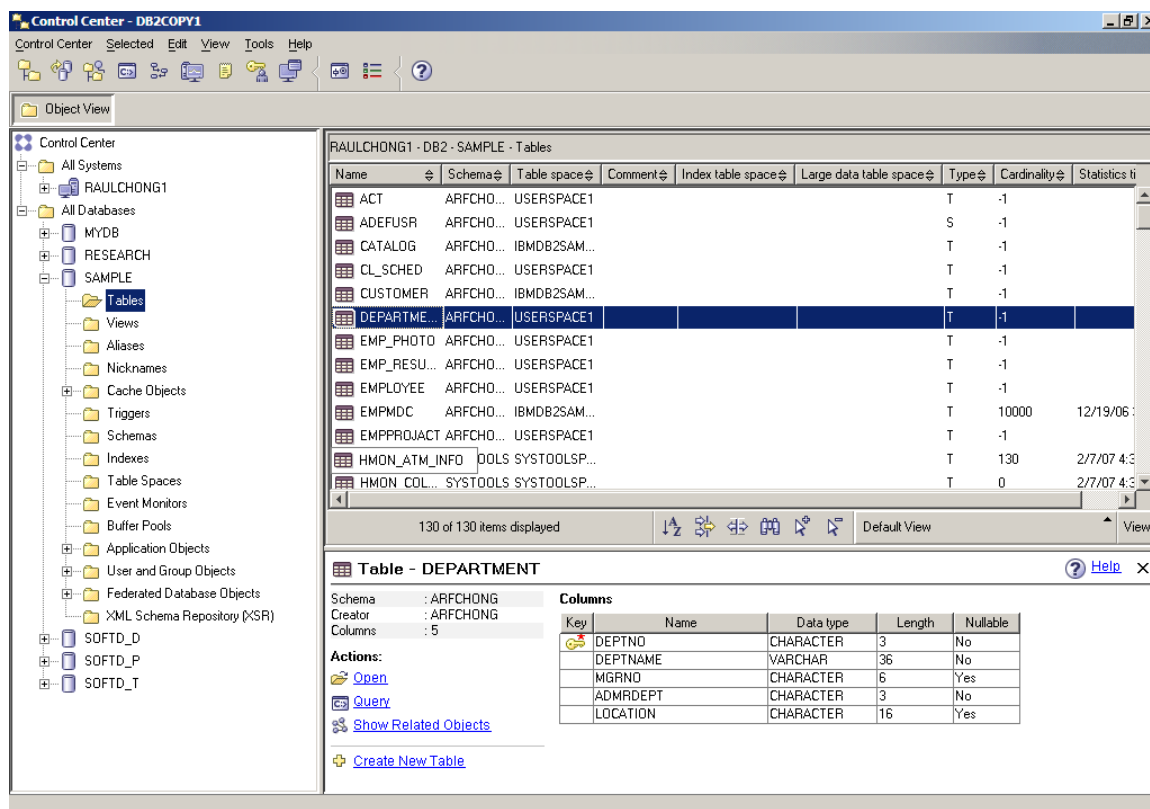 Control Center - DB2COPY1
Control Center Selected Edit View Tools Help
Object View
Control Center
All Systems
RAULCHONG1
All Databases
MYDB
RESEARCH
SAMPLE
Tables
Views
Aliases
Nicknames
Cache Objects
Triggers
Schemas
Indexes
Table Spaces
Event Monitors
Buffer Pools
Application Objects
User and Group Objects
Federated Database Objects
XML Schema Repository (XSR)
SOFTD_D
SOFTD_P
SOFTD_T
RAULCHONG1 - DB2 - SAMPLE - Tables
Name Schema Table space Comment Index table space Large data table space Type Cardinality Statistics ti
ACT ARFCHO... USERSPACE1 T -1
ADEFUSR ARFCHO... USERSPACE1 S -1
CATALOG ARFCHO... IBMDB2SAM... T -1
CL_SCHED ARFCHO... USERSPACE1 T -1
CUSTOMER ARFCHO... IBMDB2SAM... T -1
DEPARTME... ARFCHO... USERSPACE1 T -1
EMP_PHOTO ARFCHO... USERSPACE1 T -1
EMP_RESU... ARFCHO... USERSPACE1 T -1
EMPLOYEE ARFCHO... USERSPACE1 T -1
EMPMDC ARFCHO... IBMDB2SAM... T 10000 12/19/06
EMPPROJACT ARFCHO... USERSPACE1 T -1
HMON_ATM_INFO OOLS SYSTOOLSP... T 130 2/7/07 4:3
HMON_COL... SYSTOOLS SYSTOOLSP... T 0 2/7/07 4:3
130 of 130 items displayed Default View View
Table - DEPARTMENT Help
Schema : ARFCHONG
Creator : ARFCHONG
Columns : 5
Actions:
Open
Query
Show Related Objects
Create New Table
Columns
Key Name Data type Length Nullable
DEPTNO CHARACTER 3 No
DEPTNAME VARCHAR 36 No
MGRNO CHARACTER 6 Yes
ADMRDEPT CHARACTER 3 No
LOCATION CHARACTER 16 Yes